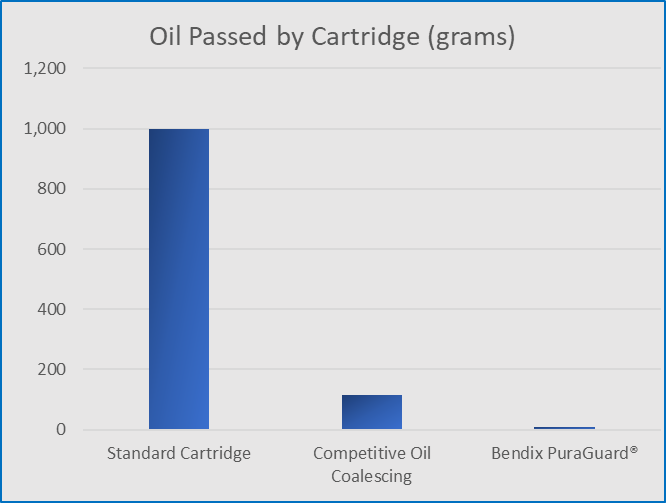 Oil Passed by Cartridge (grams)
1,200
1,000
800
600
400
200
0
Standard Cartridge
Competitive Oil
Coalescing
Bendix PuraGuard®